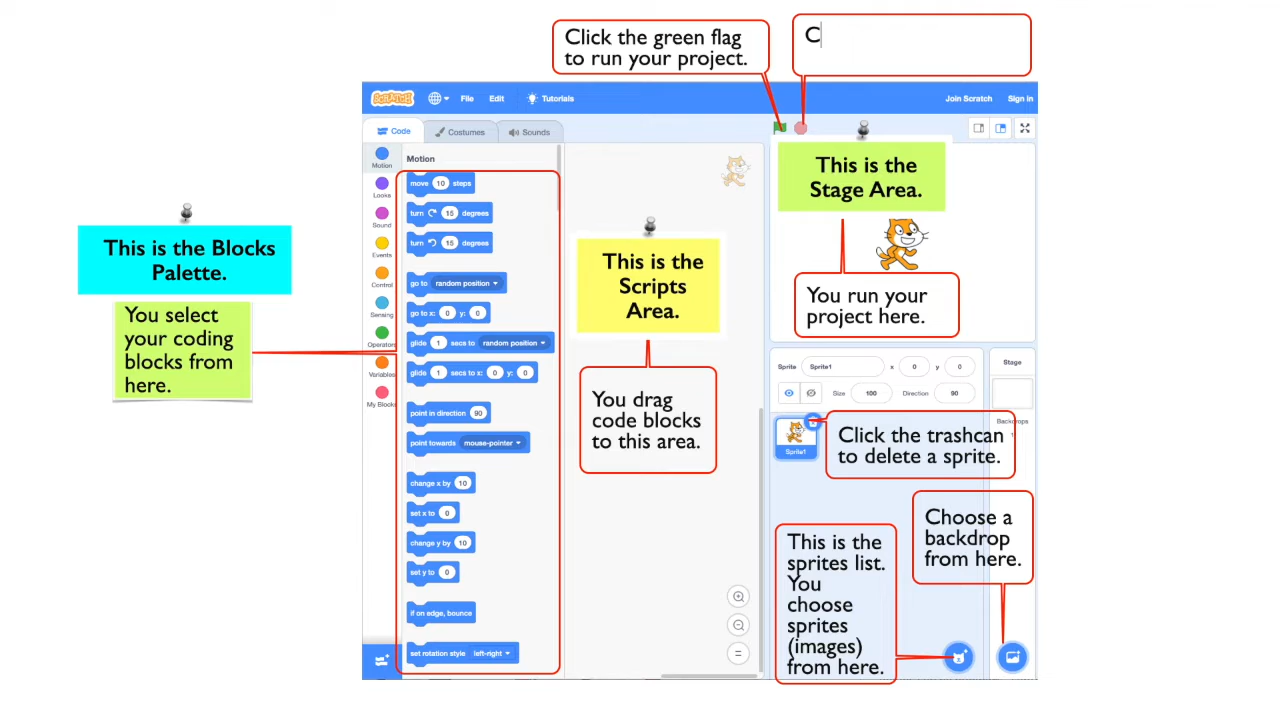 Click the green flag
to run your project.
C
SCRATCH
File
Edit
Tutorials
Join Scratch
Sign in
Code
Costumes
Sounds
Motion
Looks
Sound
Events
Control
Sensing
Operators
Variables
My Blocks
Motion
move 10 steps
turn 15 degrees
turn 15 degrees
go to random position
go to x: 0 y: 0
glide 1 secs to random position
glide 1 secs to x: 0 y: 0
point in direction 90
point towards mouse-pointer
change x by 10
set x to 0
change y by 10
set y to 0
if on edge, bounce
set rotation style left-right
This is the Blocks
Palette.
You select
your coding
blocks from
here.
This is the
Scripts
Area.
You drag
code blocks
to this area.
This is the
Stage Area.
You run your
project here.
Sprite Sprite1 x 0 y 0
Size 100 Direction 90
Sprite1
Stage
Backdrops
1
Click the trashcan
to delete a sprite.
Choose a
backdrop
from here.
This is the
sprites list.
You
choose
sprites
(images)
from here.